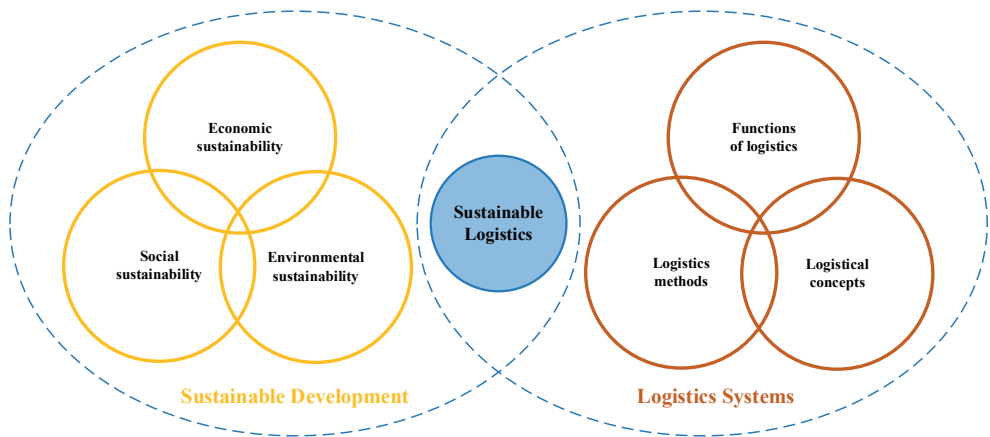 Economic
sustainability
Social
sustainability
Environmental
sustainability
Sustainable Development
Sustainable
Logistics
Functions
of logistics
Logistics
methods
Logistical
concepts
Logistics Systems